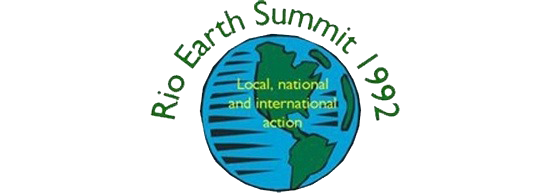 Rio Earth Summit 1992
Local, national
and international
action